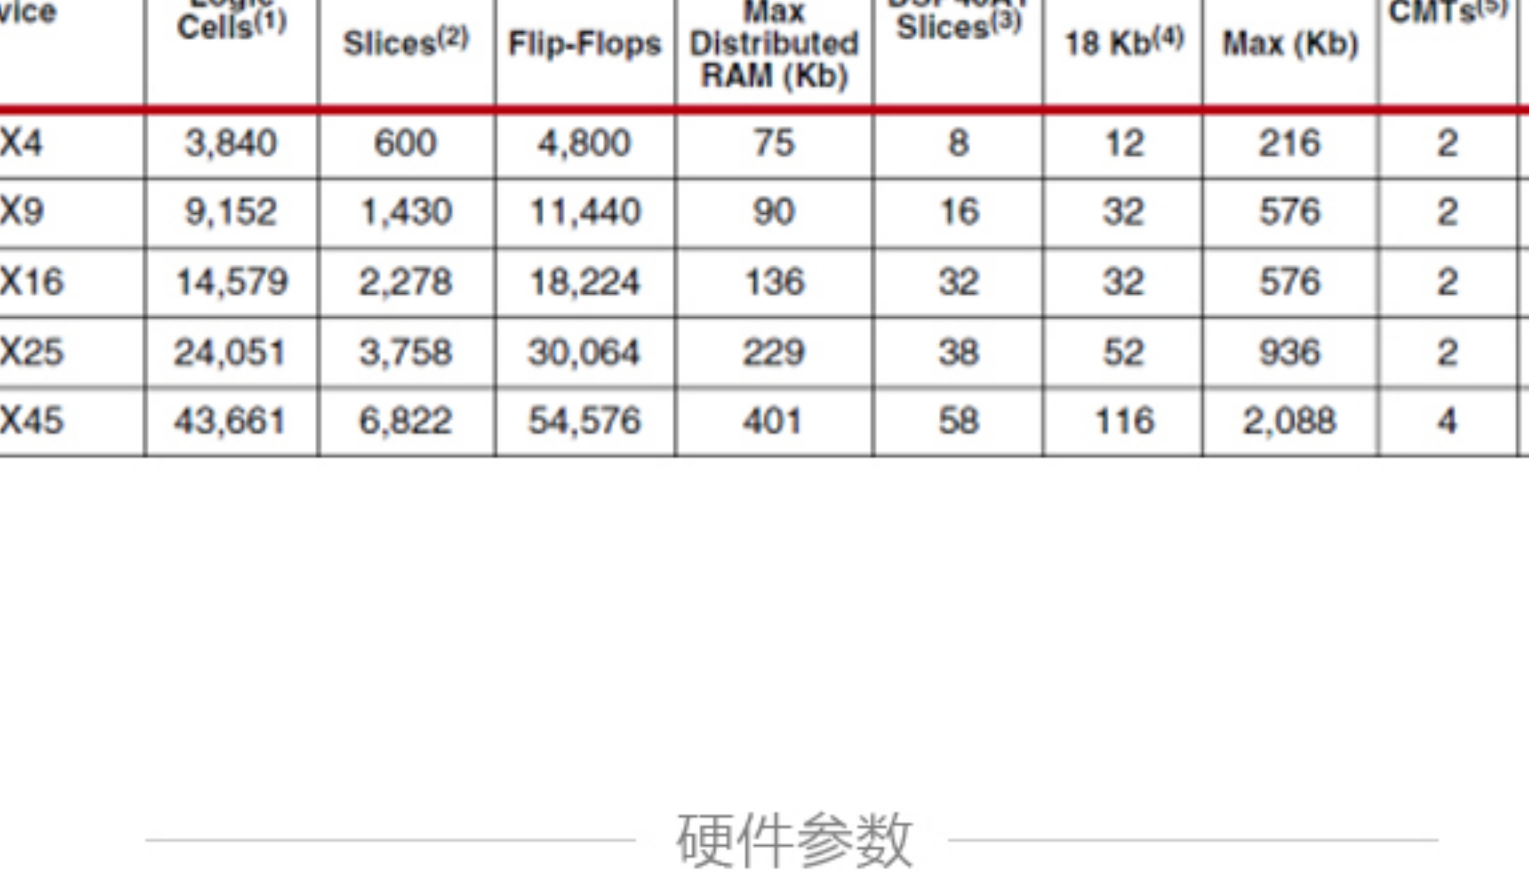 Max CMTs(5)
Cells(1) Slices(2) Flip-Flops Distributed Slices(3) 18 Kb(4) Max (Kb)
RAM (Kb)
X4 3,840 600 4,800 75 8 12 216 2
X9 9,152 1,430 11,440 90 16 32 576 2
X16 14,579 2,278 18,224 136 32 32 576 2
X25 24,051 3,758 30,064 229 38 52 936 2
X45 43,661 6,822 54,576 401 58 116 2,088 4
硬件参数